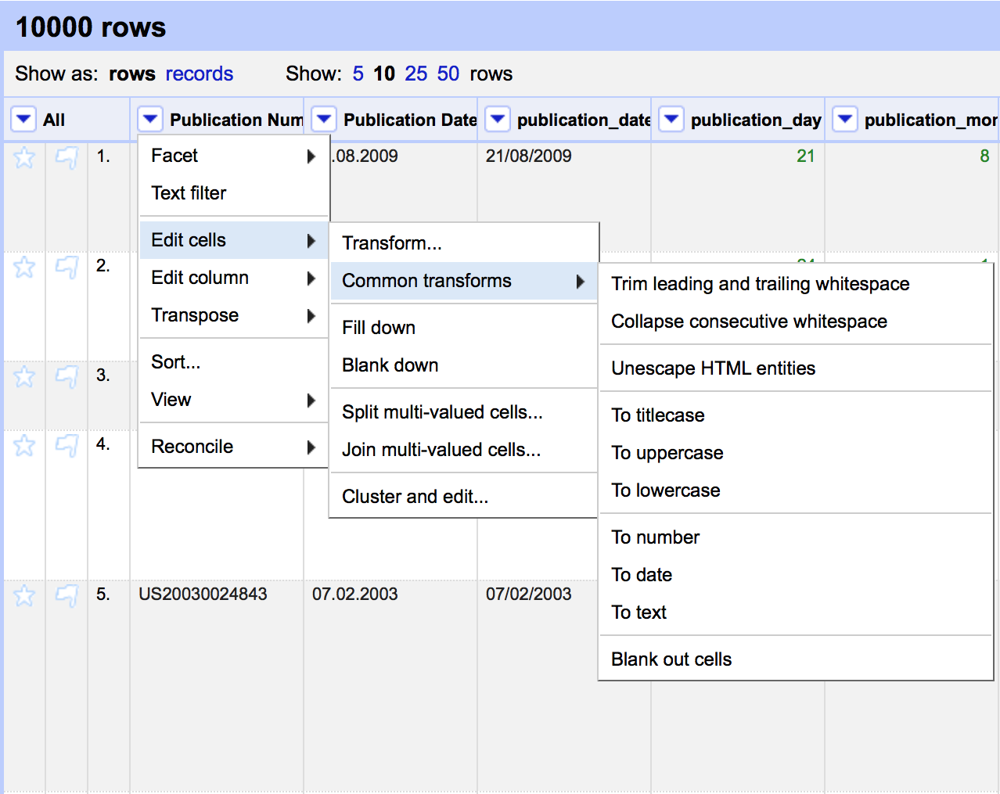 10000 rows
Show as: rows records Show: 5 10 25 50 rows
All Publication Num Publication Date publication_date publication_day publication_mor
1. .08.2009 21/08/2009 21 8
Facet
Text filter
Edit cells
Edit column
Transpose
Sort...
View
Reconcile
Transform...
Common transforms
Fill down
Blank down
Split multi-valued cells...
Join multi-valued cells...
Cluster and edit...
Trim leading and trailing whitespace
Collapse consecutive whitespace
Unescape HTML entities
To titlecase
To uppercase
To lowercase
To number
To date
To text
Blank out cells
2.
3.
4.
5. US20030024843 07.02.2003 07/02/2003